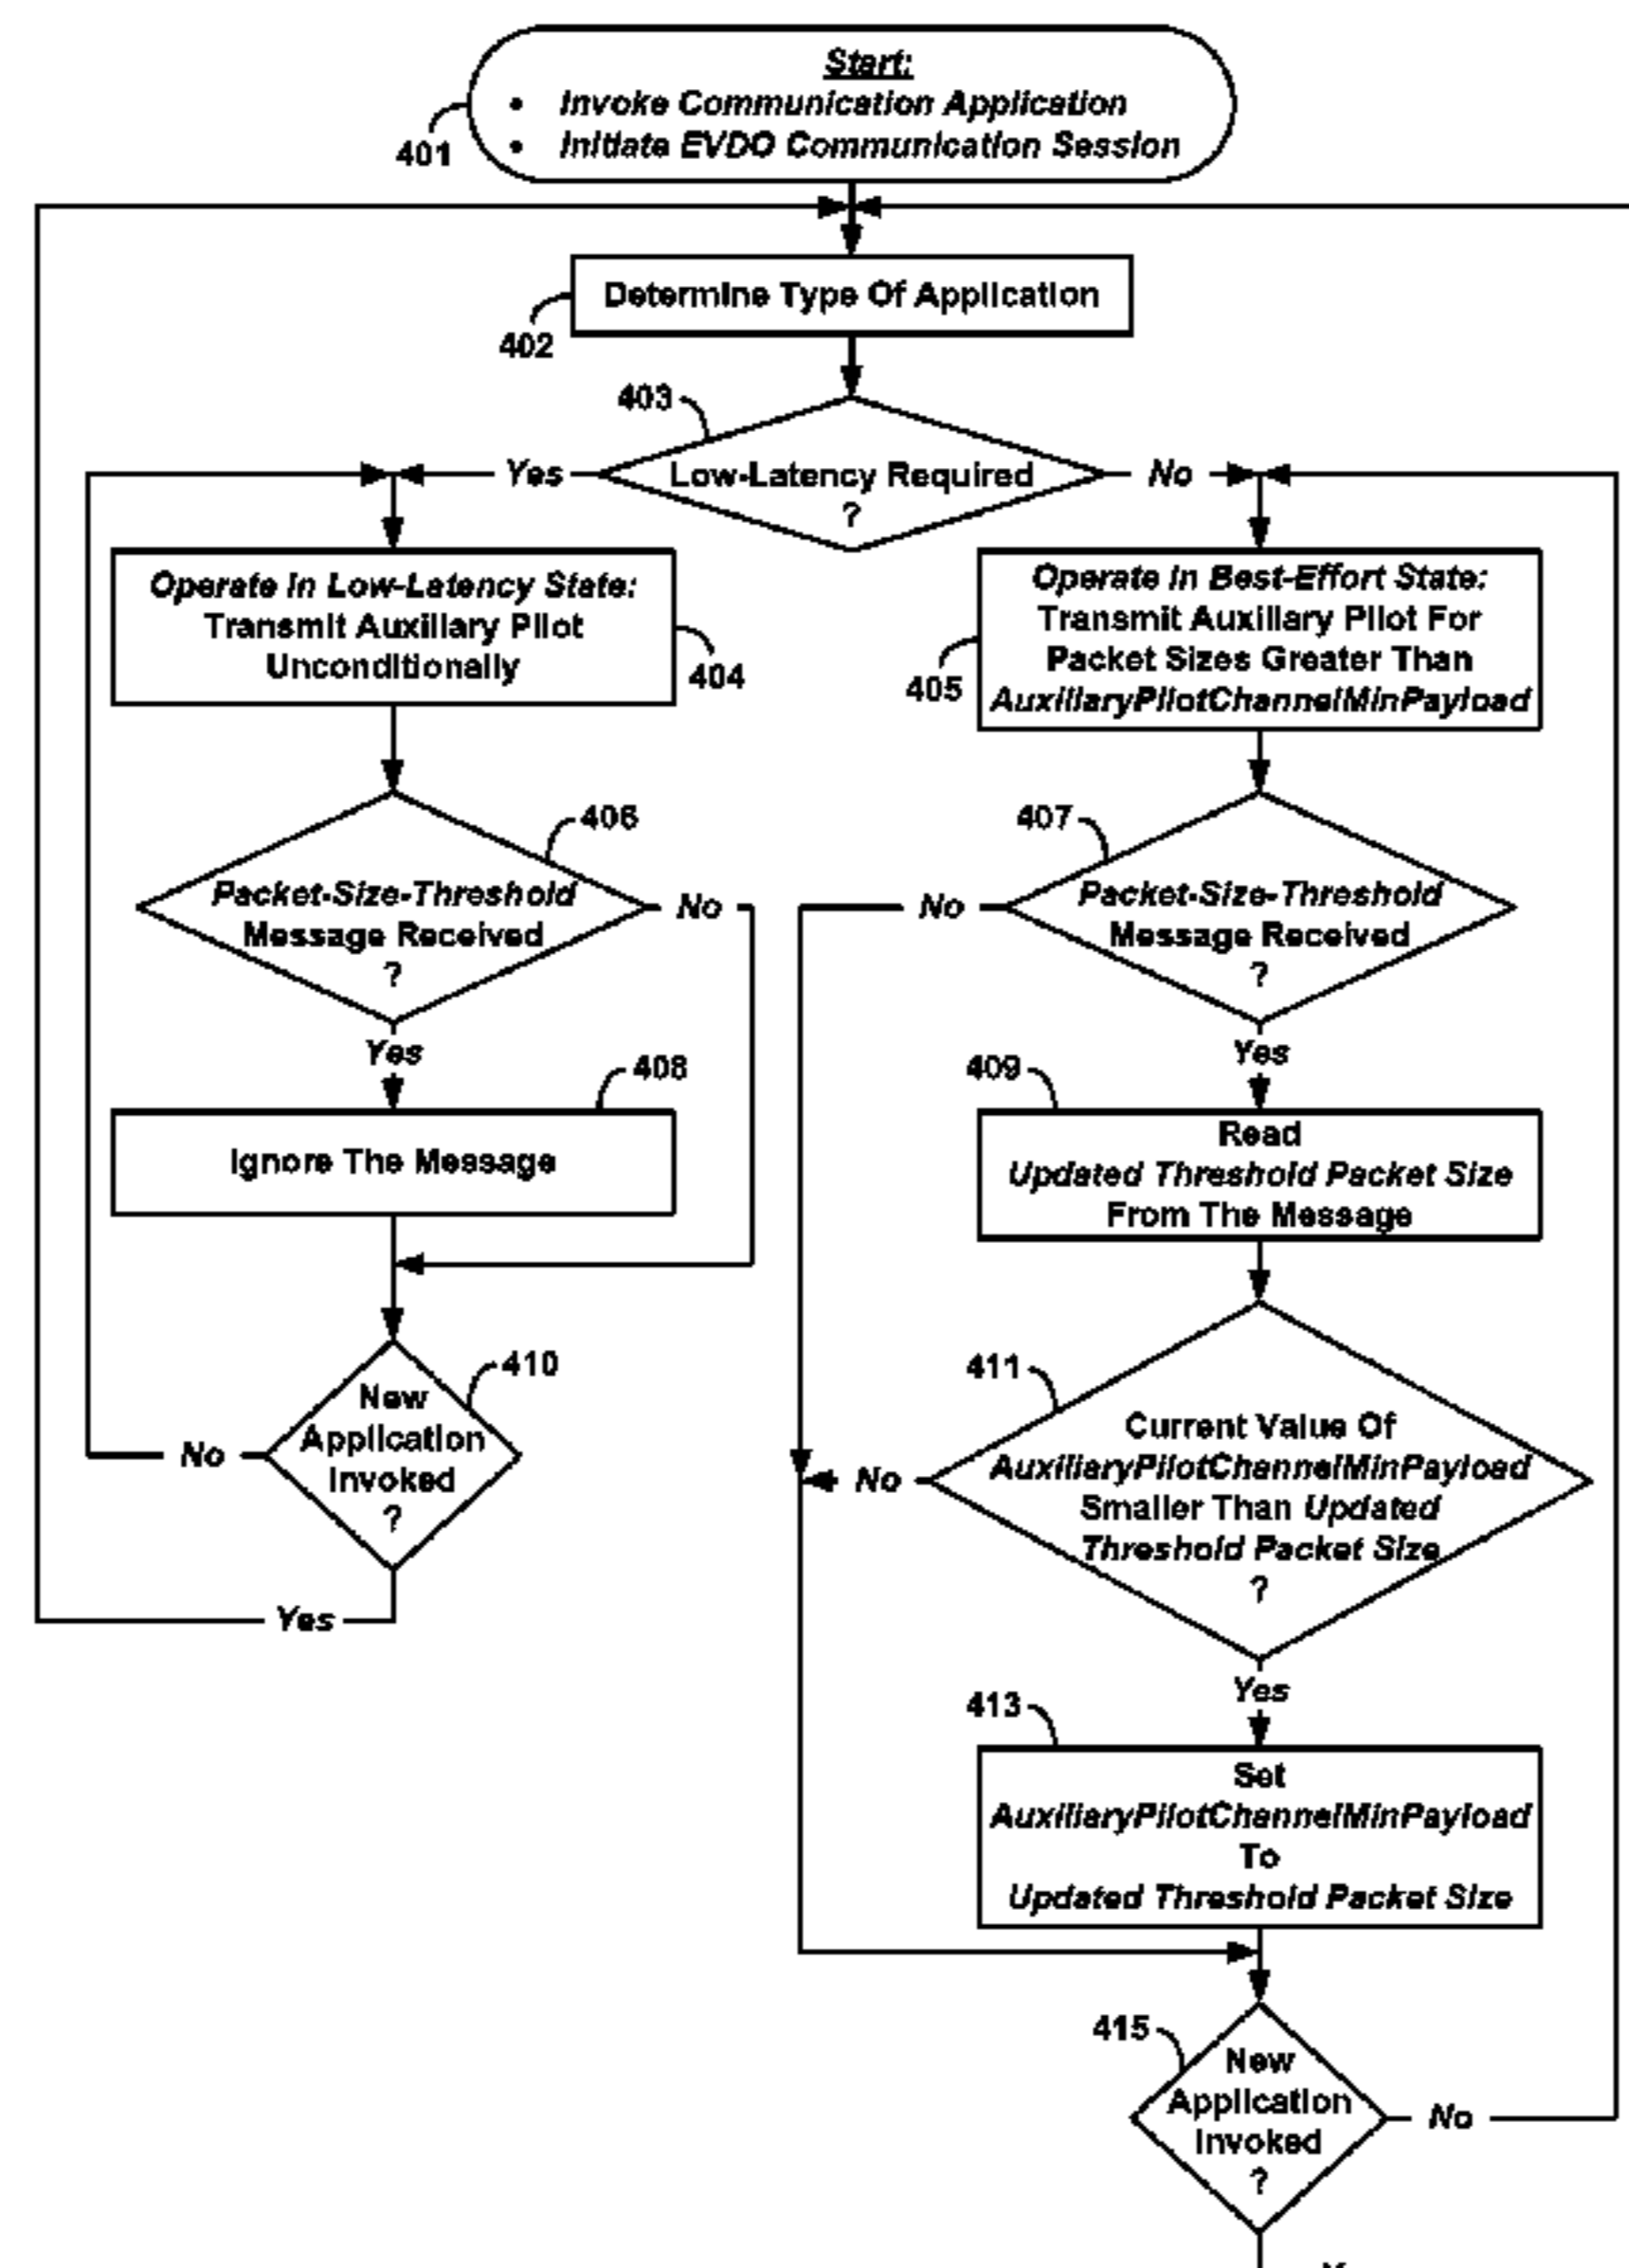 Start:
• Invoke Communication Application
• Initiate EVDO Communication Session
401
Determine Type Of Application
402
403
Low-Latency Required
?
Yes
No
Operate in Low-Latency State:
Transmit Auxiliary Pilot
Unconditionally
404
Operate in Best-Effort State:
Transmit Auxiliary Pilot For
Packet Sizes Greater Than
AuxiliaryPilotChannelMinPayload
405
406
Packet-Size-Threshold
Message Received
?
No
Yes
407
Packet-Size-Threshold
Message Received
?
No
Yes
408
Ignore The Message
409
Read
Updated Threshold Packet Size
From The Message
410
New
Application
Invoked
?
No
Yes
411
Current Value Of
AuxiliaryPilotChannelMinPayload
Smaller Than Updated
Threshold Packet Size
?
No
Yes
413
Set
AuxiliaryPilotChannelMinPayload
To
Updated Threshold Packet Size
415
New
Application
Invoked
?
No